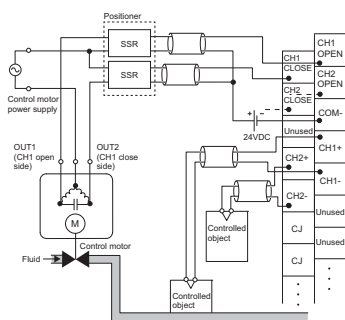 Positioner
SSR
SSR
Control motor
power supply
OUT1
(CH1 open
side)
OUT2
(CH1 close
side)
M
Control motor
Fluid
24VDC
+
-
Controlled
object
Controlled
object
CH1
CLOSE
CH2
CLOSE
Unused
CH2+
CH2-
CJ
CJ
CH1
OPEN
CH2
OPEN
COM-
CH1+
CH1-
Unused
Unused